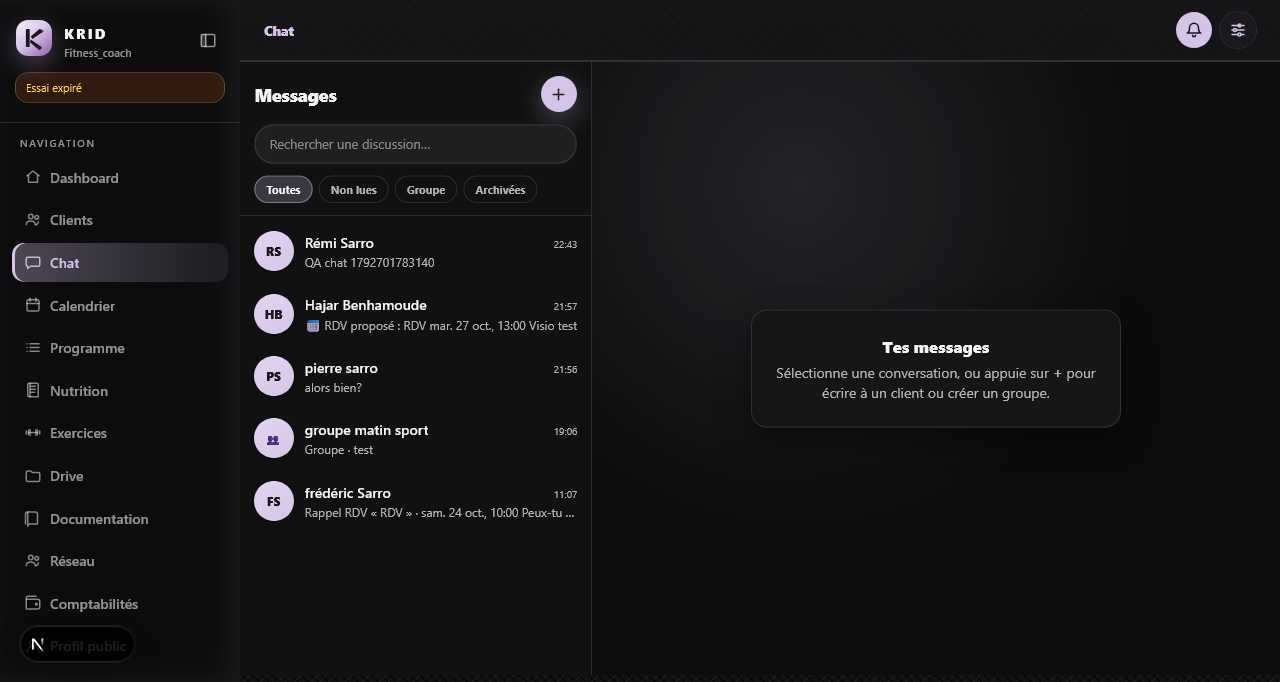 KRID
Fitness_coach
Essai expiré
NAVIGATION
Dashboard
Clients
Chat
Calendrier
Programme
Nutrition
Exercices
Drive
Documentation
Réseau
Comptabilités
N Profil public
Chat
Messages
Rechercher une discussion...
Toutes Non lues Groupe Archivées
RS Rémi Sarro 22:43
QA chat 1792701783140
HB Hajar Benhamoude 21:57
RDV proposé : RDV mar. 27 oct., 13:00 Visio test
PS pierre sarro 21:56
alors bien?
groupe matin sport 19:06
Groupe · test
FS frédéric Sarro 11:07
Rappel RDV « RDV » · sam. 24 oct., 10:00 Peux-tu ...
Tes messages
Sélectionne une conversation, ou appuie sur + pour
écrire à un client ou créer un groupe.